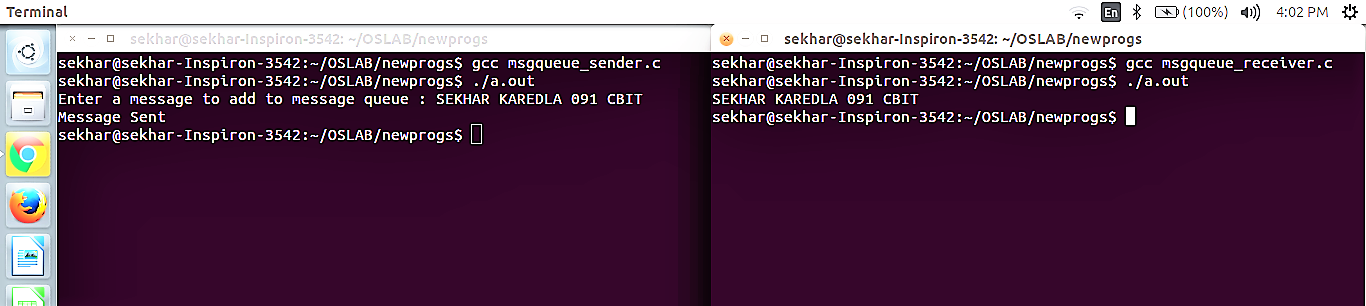 Terminal
En
(100%)
4:02 PM
sekhar@sekhar-Inspiron-3542: ~/OSLAB/newprogs
sekhar@sekhar-Inspiron-3542:~/OSLAB/newprogs$ gcc msgqueue_sender.c
sekhar@sekhar-Inspiron-3542:~/OSLAB/newprogs$ ./a.out
Enter a message to add to message queue : SEKHAR KAREDLA 091 CBIT
Message Sent
sekhar@sekhar-Inspiron-3542:~/OSLAB/newprogs$
sekhar@sekhar-Inspiron-3542: ~/OSLAB/newprogs
sekhar@sekhar-Inspiron-3542:~/OSLAB/newprogs$ gcc msgqueue_receiver.c
sekhar@sekhar-Inspiron-3542:~/OSLAB/newprogs$ ./a.out
SEKHAR KAREDLA 091 CBIT
sekhar@sekhar-Inspiron-3542:~/OSLAB/newprogs$